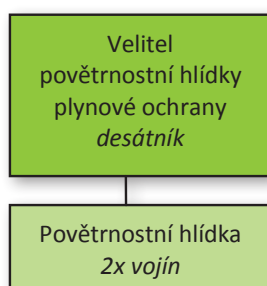 Velitel
povětrnostní hlídky
plynové ochrany
desátník
Povětrnostní hlídka
2x vojín